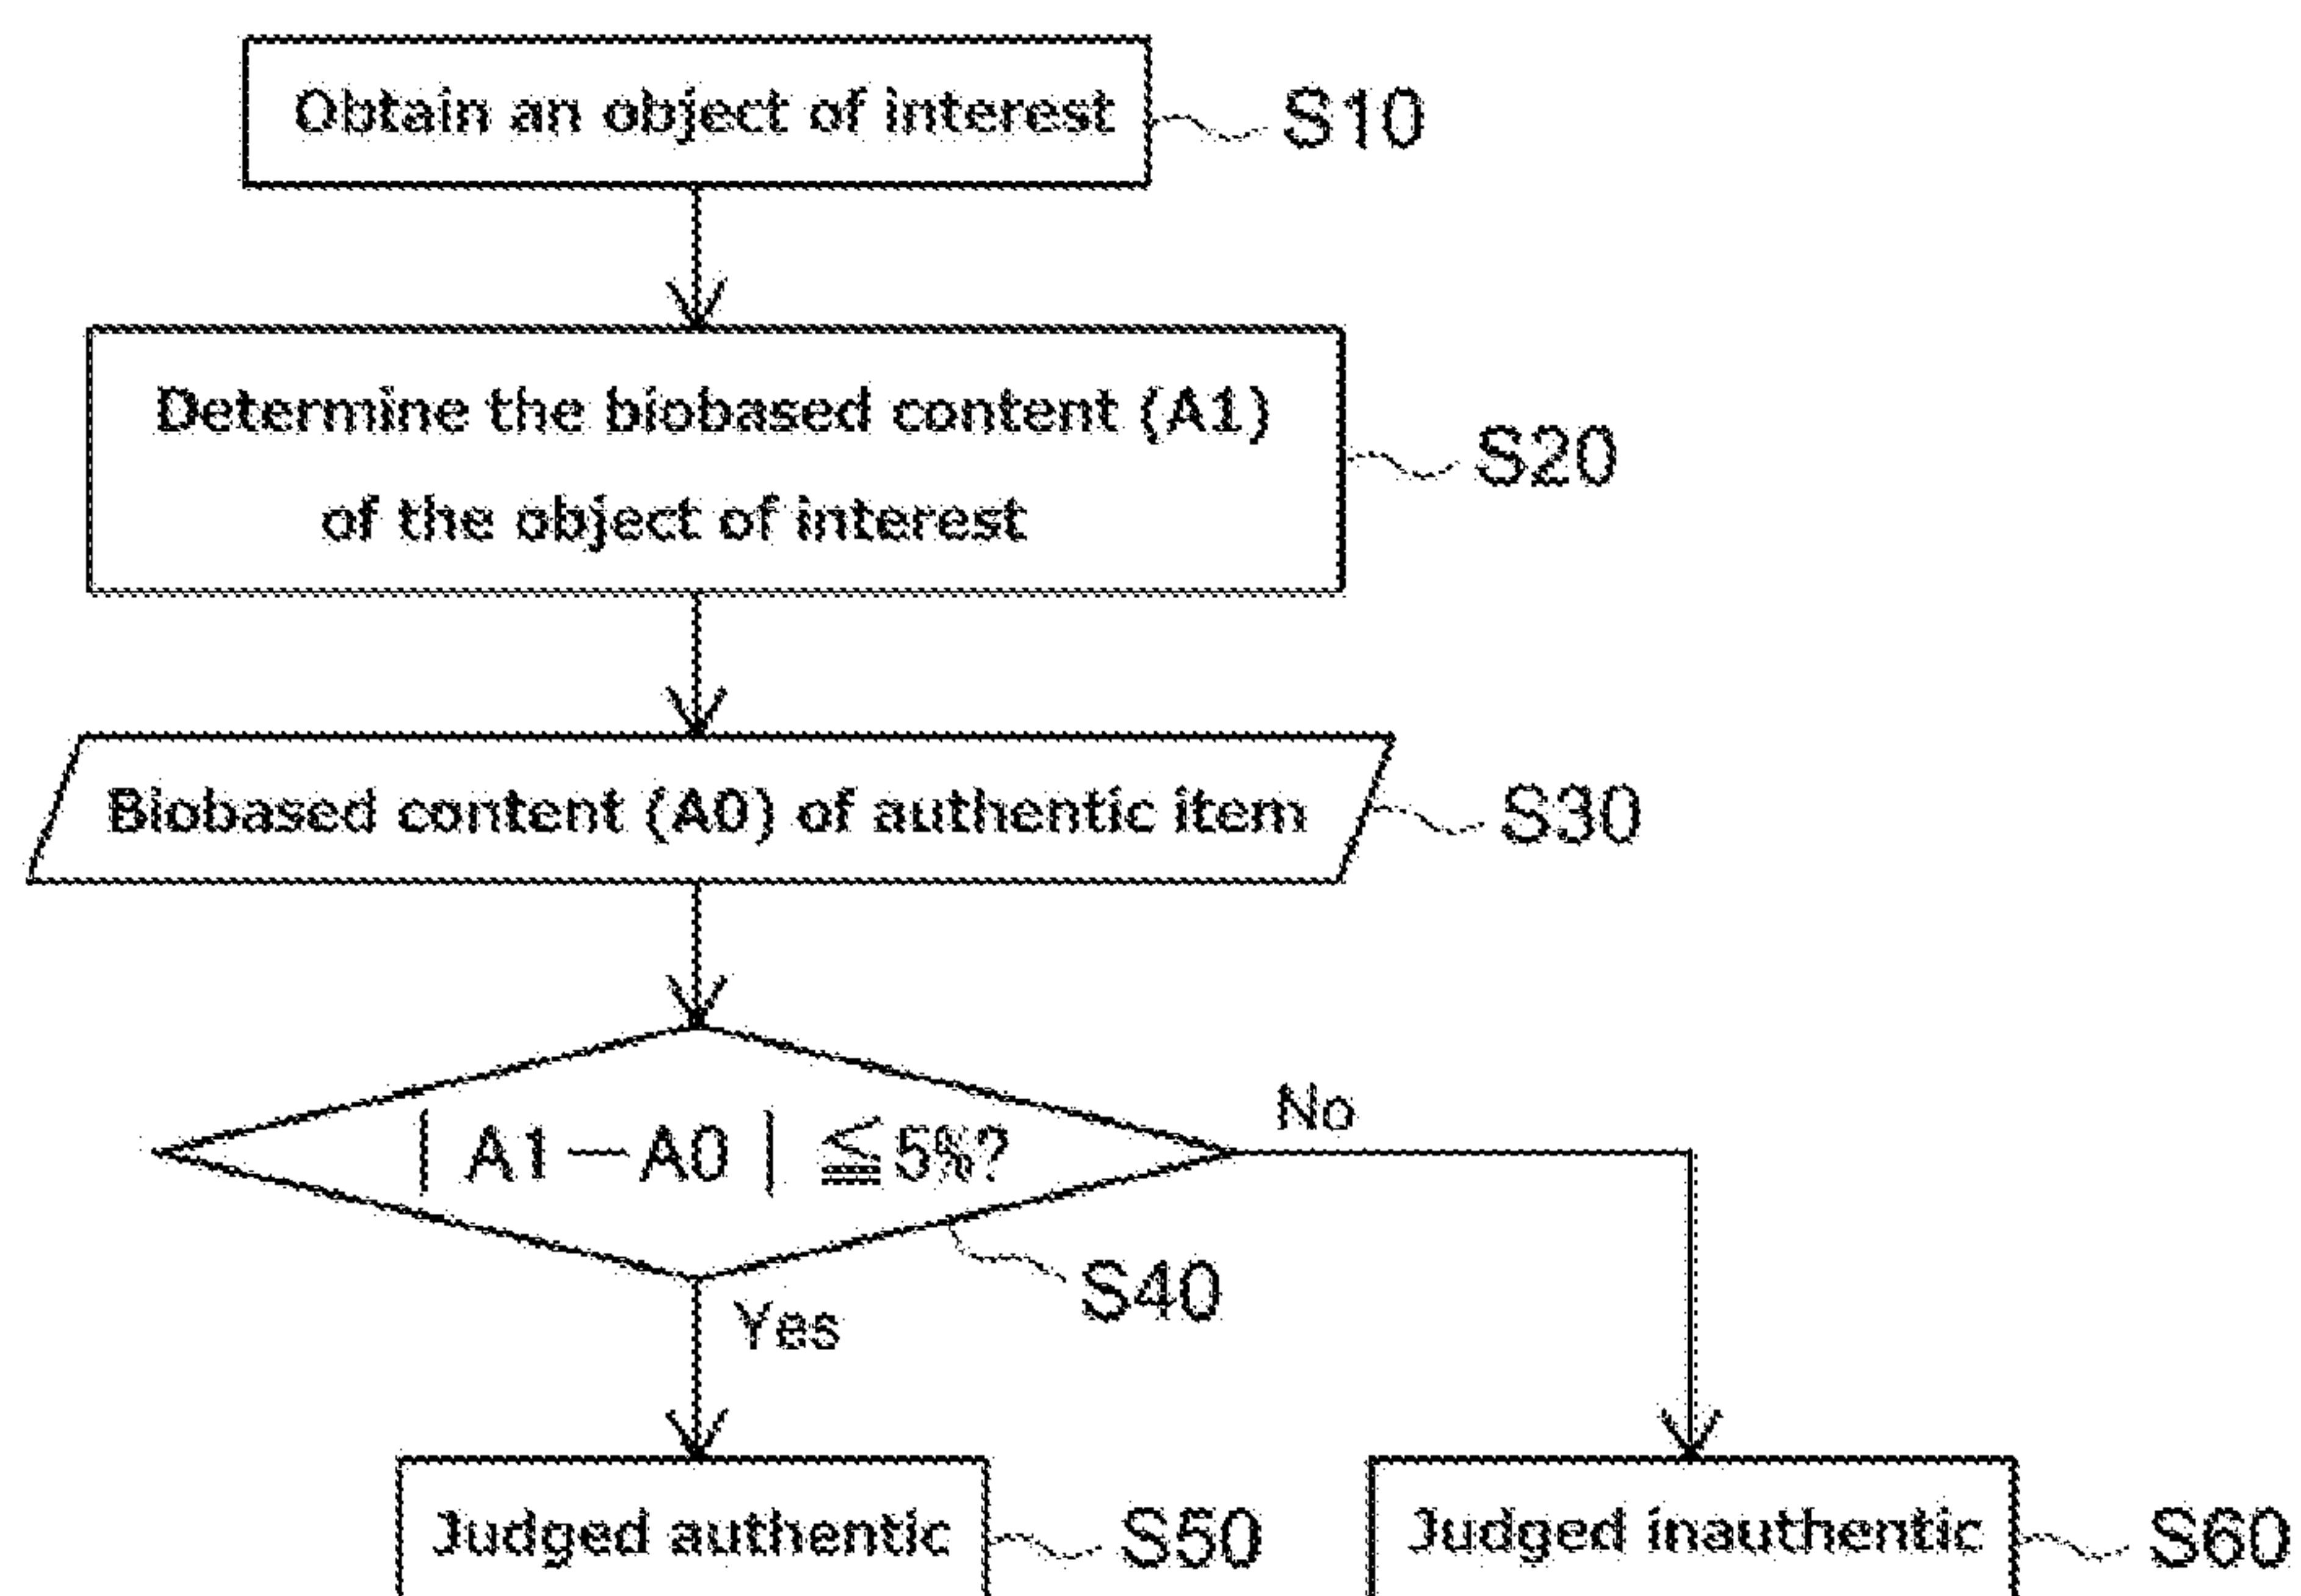 Obtain an object of interest
S10
Determine the biobased content (A1)
of the object of interest
S20
Biobased content (A0) of authentic item
S30
| A1—A0 | ≦5%?
No
S40
Yes
Judged authentic
S50
Judged inauthentic
S60